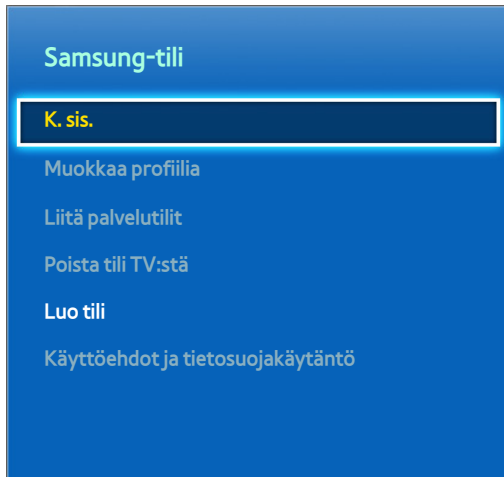 Samsung-tili
K. sis.
Muokkaa profiilia
Liitä palvelutilit
Poista tili TV:stä
Luo tili
Käyttöehdot ja tietosuojakäytäntö